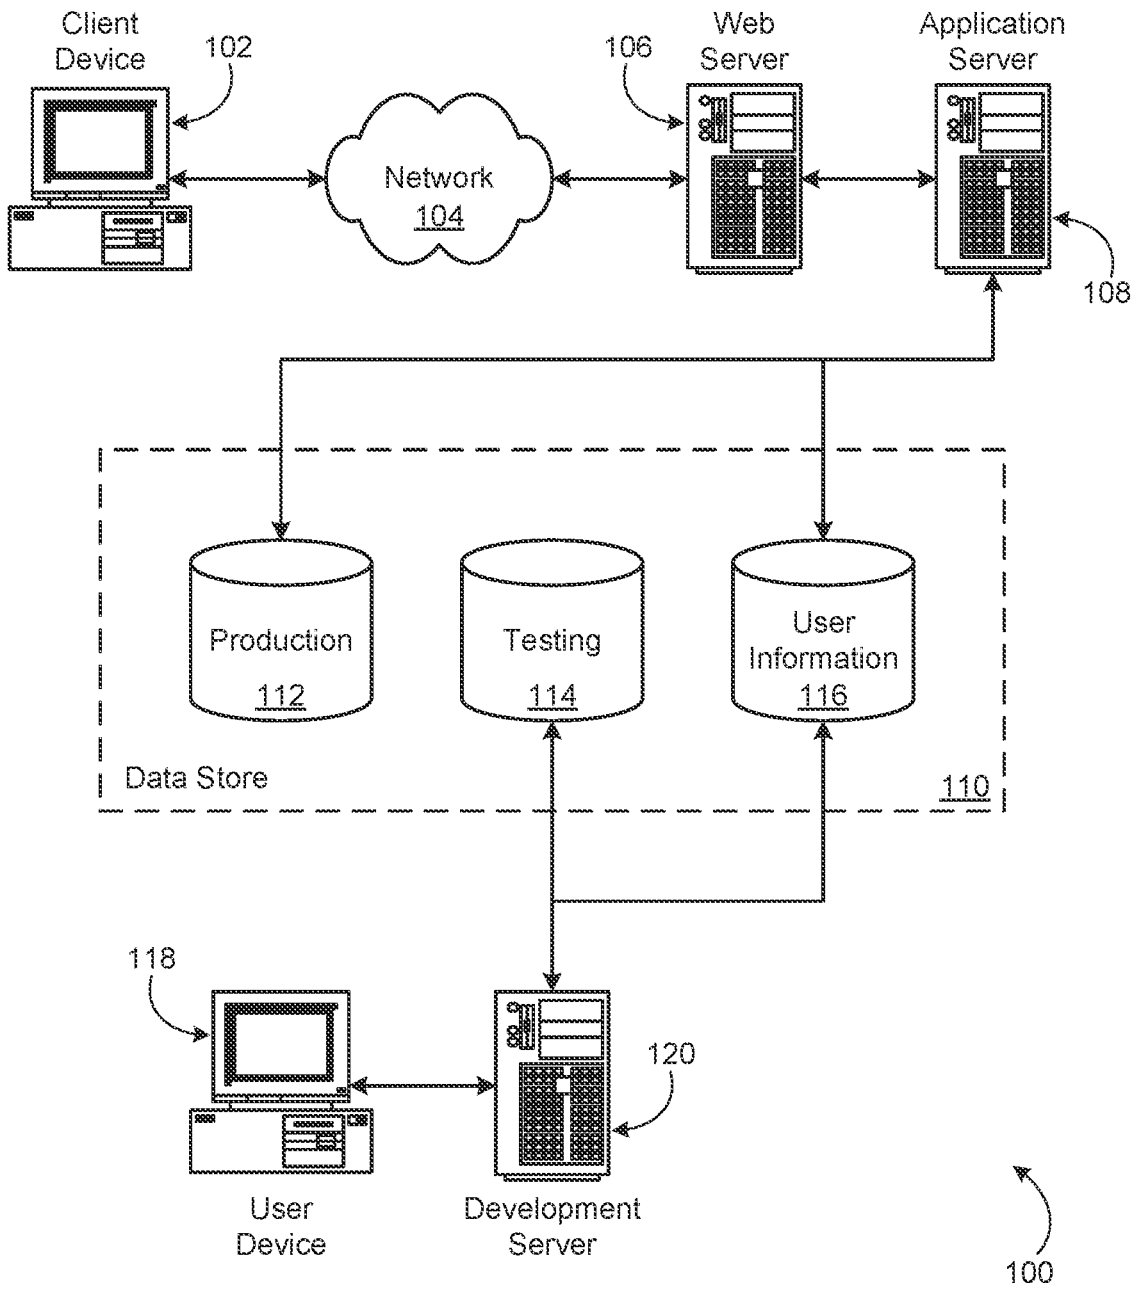 Client
Device
102
Network
104
106
Web
Server
Application
Server
108
Production
112
Testing
114
User
Information
116
Data Store
110
118
User
Device
120
Development
Server
100